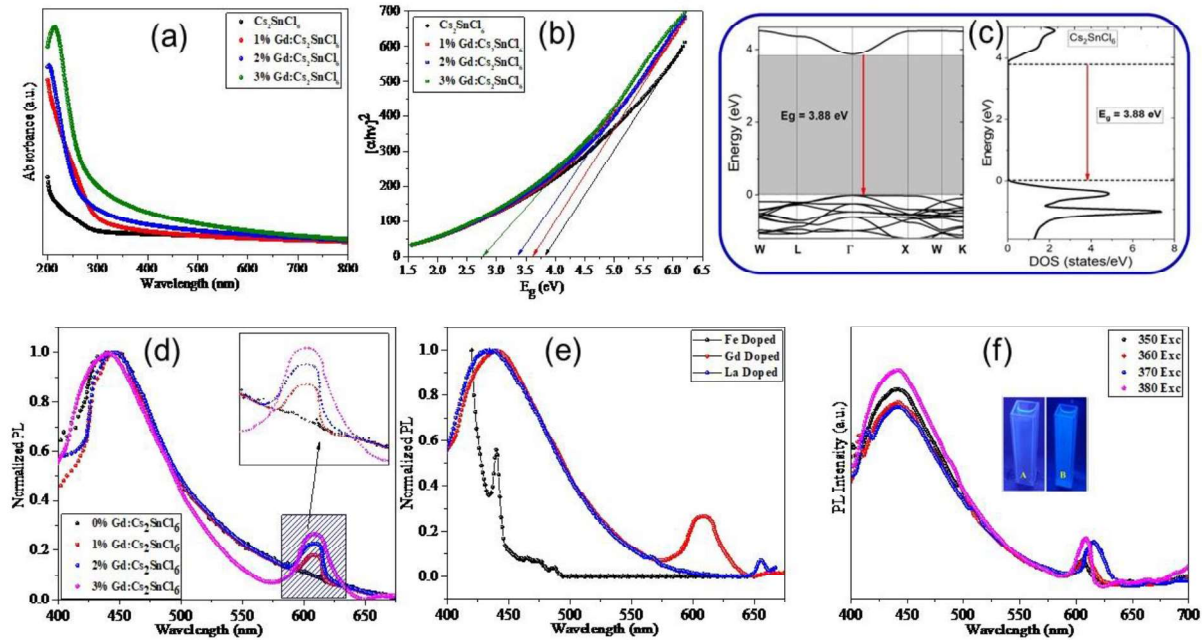 (a)
Cs₂SnCl₆
1% Gd:Cs₂SnCl₆
2% Gd:Cs₂SnCl₆
3% Gd:Cs₂SnCl₆
Absorbance (a.u.)
200 300 400 500 600 700 800
Wavelength (nm)
(b)
Cs₂SnCl₆
1% Gd:Cs₂SnCl₆
2% Gd:Cs₂SnCl₆
3% Gd:Cs₂SnCl₆
[αhν]²
700
600
500
400
300
200
100
0
1.5 2.0 2.5 3.0 3.5 4.0 4.5 5.0 5.5 6.0 6.5
E_g (eV)
(c)
Energy (eV)
4
2
0
Eg = 3.88 eV
W L Γ X W K
Cs₂SnCl₆
Energy (eV)
4
2
0
E_g = 3.88 eV
0 4 8
DOS (states/eV)
(d)
Normalized PL
1.0
0.8
0.6
0.4
0.2
0.0
0% Gd:Cs₂SnCl₆
1% Gd:Cs₂SnCl₆
2% Gd:Cs₂SnCl₆
3% Gd:Cs₂SnCl₆
400 450 500 550 600 650
Wavelength (nm)
(e)
Fe Doped
Gd Doped
La Doped
Normalized PL
1.0
0.8
0.6
0.4
0.2
0.0
400 450 500 550 600 650
Wavelength (nm)
(f)
350 Exc
360 Exc
370 Exc
380 Exc
PL Intensity (a.u.)
A B
400 450 500 550 600 650 700
Wavelength (nm)